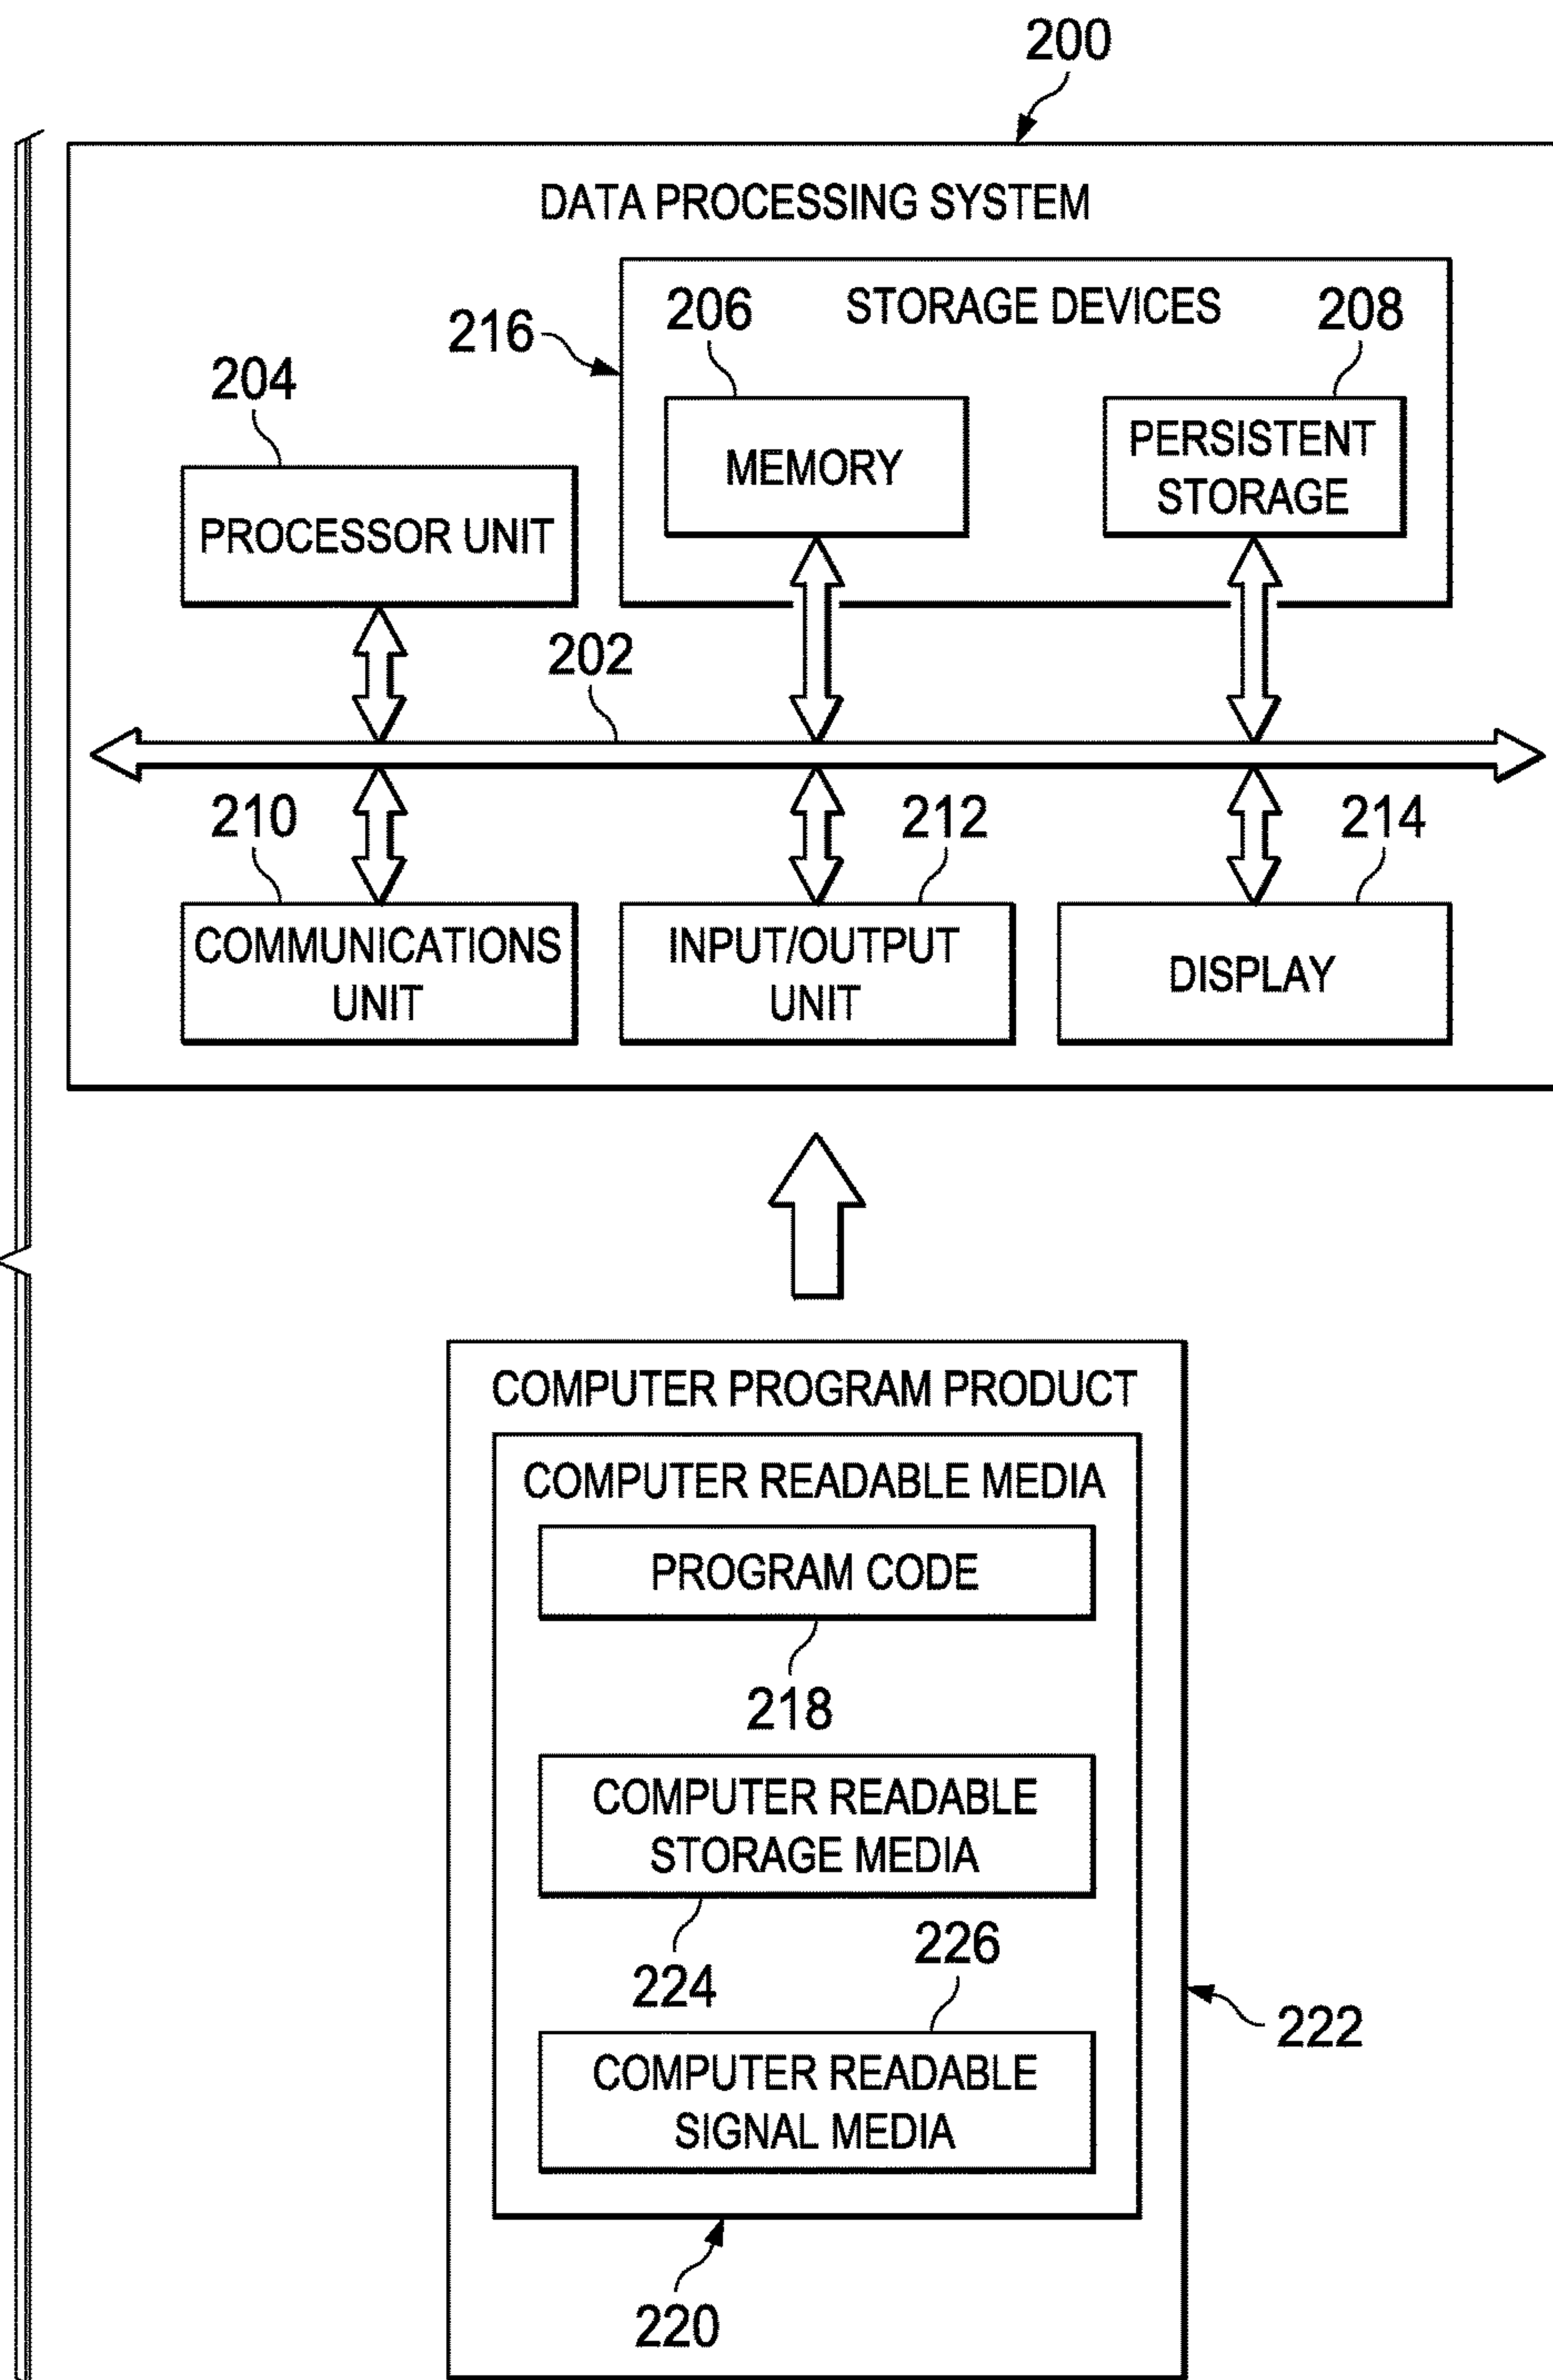 200
DATA PROCESSING SYSTEM
STORAGE DEVICES
206
208
216
204
MEMORY
PERSISTENT
STORAGE
PROCESSOR UNIT
202
210
212
214
COMMUNICATIONS
UNIT
INPUT/OUTPUT
UNIT
DISPLAY
COMPUTER PROGRAM PRODUCT
COMPUTER READABLE MEDIA
PROGRAM CODE
218
COMPUTER READABLE
STORAGE MEDIA
224
226
222
COMPUTER READABLE
SIGNAL MEDIA
220